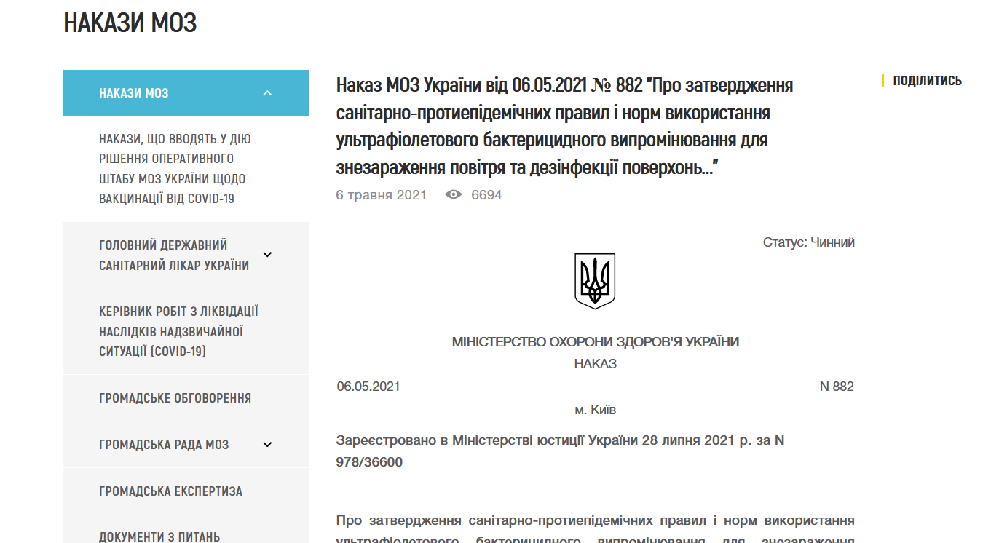 НАКАЗИ МОЗ
НАКАЗИ МОЗ
НАКАЗИ, ЩО ВВОДЯТЬ У ДІЮ
РІШЕННЯ ОПЕРАТИВНОГО
ШТАБУ МОЗ УКРАЇНИ ЩОДО
ВАКЦИНАЦІЇ ВІД COVID-19
ГОЛОВНИЙ ДЕРЖАВНИЙ
САНІТАРНИЙ ЛІКАР УКРАЇНИ
КЕРІВНИК РОБІТ З ЛІКВІДАЦІЇ
НАСЛІДКІВ НАДЗВИЧАЙНОЇ
СИТУАЦІЇ (COVID-19)
ГРОМАДСЬКЕ ОБГОВОРЕННЯ
ГРОМАДСЬКА РАДА МОЗ
ГРОМАДСЬКА ЕКСПЕРТИЗА
ДОКУМЕНТИ З ПИТАНЬ
Наказ МОЗ України від 06.05.2021 № 882 "Про затвердження
санітарно-протиепідемічних правил і норм використання
ультрафіолетового бактерицидного випромінювання для
знезараження повітря та дезінфекції поверхонь..."
6 травня 2021 6694
Статус: Чинний
МІНІСТЕРСТВО ОХОРОНИ ЗДОРОВ'Я УКРАЇНИ
НАКАЗ
06.05.2021 N 882
м. Київ
Зареєстровано в Міністерстві юстиції України 28 липня 2021 р. за N
978/36600
Про затвердження санітарно-протиепідемічних правил і норм використання
ультрафіолетового бактерицидного випромінювання для знезараження
ПОДІЛИТИСЬ